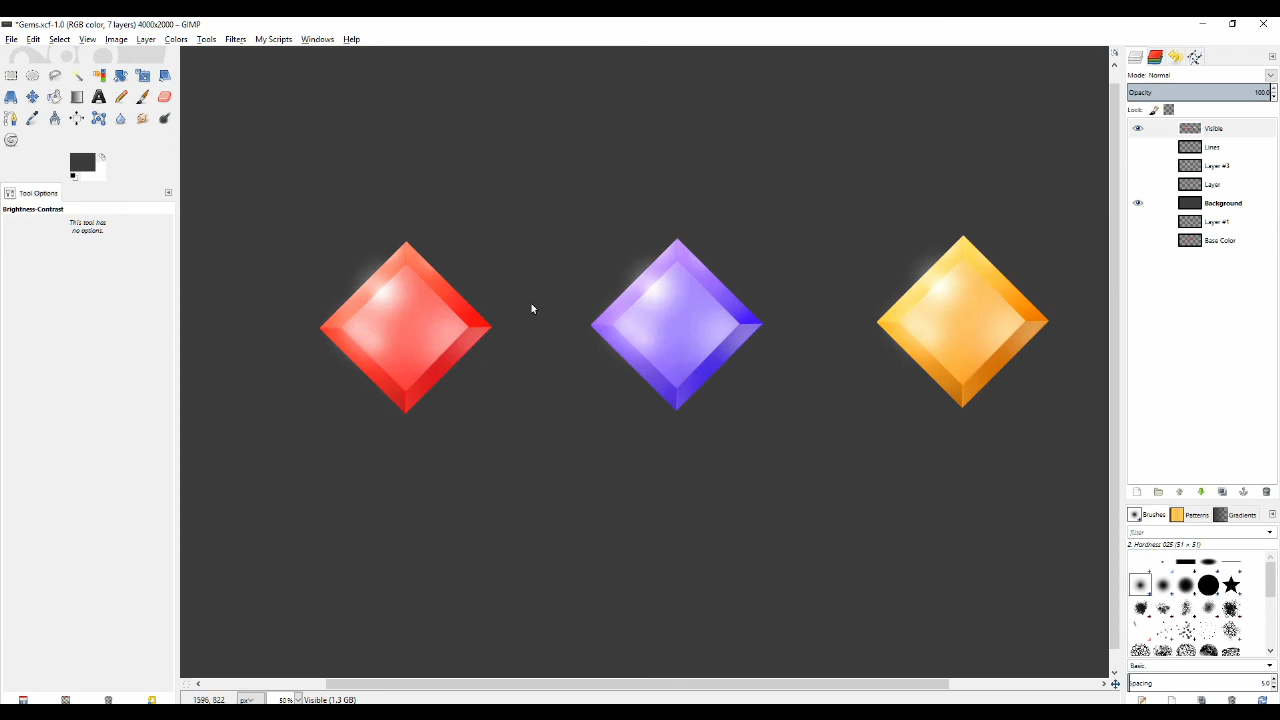 *Gems.xcf-1.0 (RGB color, 7 layers) 4000x2000 – GIMP
File Edit Select View Image Layer Colors Tools Filters My Scripts Windows Help
Tool Options
Brightness-Contrast
This tool has
no options.
Mode: Normal
Opacity 100.0
Lock:
Visible
Lines
Layer #3
Layer
Background
Layer #1
Base Color
Brushes Patterns Gradients
filter
2. Hardness 025 (51 × 51)
Basic,
Spacing 5.0
1596, 822 px 50% Visible (1.3 GB)